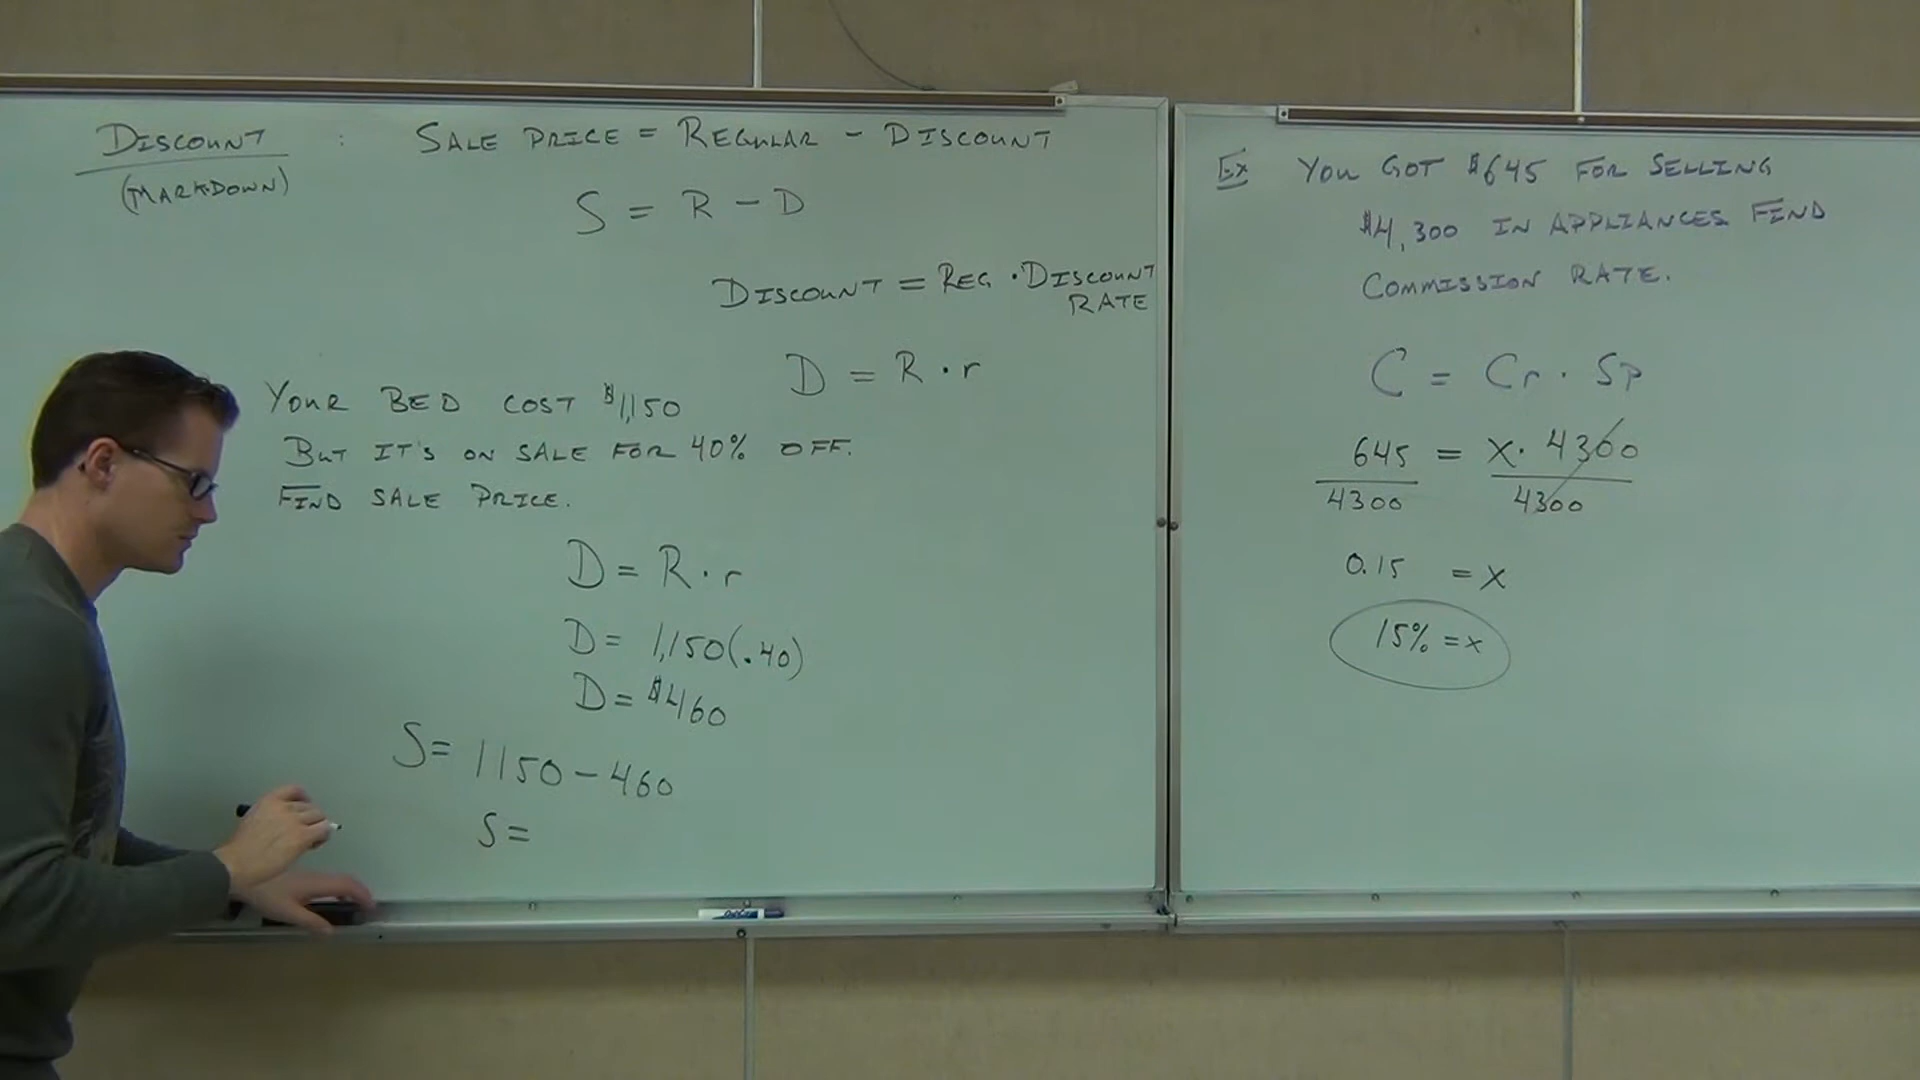 DISCOUNT : SALE PRICE = REGULAR - DISCOUNT
(MARKDOWN)
S = R - D
DISCOUNT = REG · DISCOUNT
RATE
D = R · r
YOUR BED COST $1,150
BUT IT'S ON SALE FOR 40% OFF.
FIND SALE PRICE.
D = R · r
D = 1,150(.40)
D = $460
S = 1150 - 460
S =
Ex YOU GOT $645 FOR SELLING
$4,300 IN APPLIANCES FIND
COMMISSION RATE.
C = Cr · Sp
645 = x · 4300
4300 4300
0.15 = x
15% = x